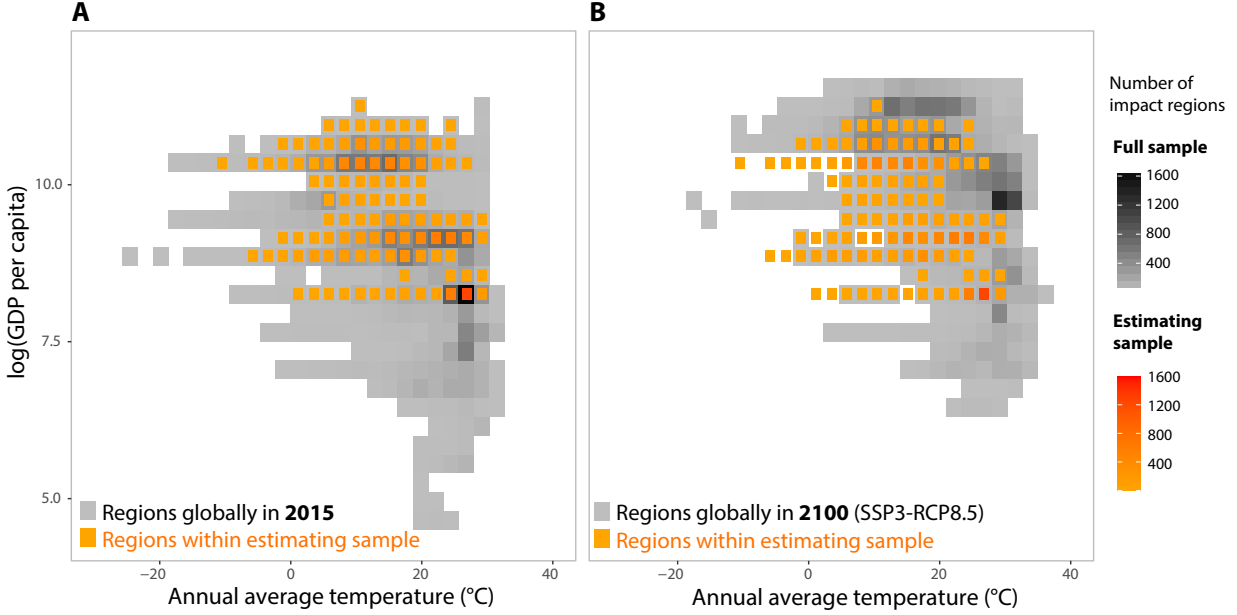 A
B
log(GDP per capita)
10.0
7.5
5.0
Regions globally in 2015
Regions within estimating sample
−20
0
20
40
Annual average temperature (°C)
Regions globally in 2100 (SSP3-RCP8.5)
Regions within estimating sample
−20
0
20
40
Annual average temperature (°C)
Number of
impact regions
Full sample
1600
1200
800
400
Estimating
sample
1600
1200
800
400